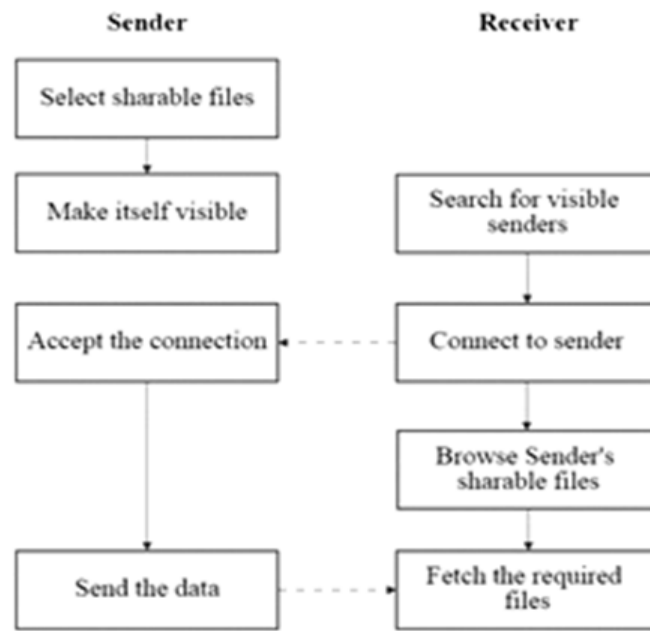 Sender
Receiver
Select sharable files
Make itself visible
Search for visible
senders
Accept the connection
Connect to sender
Browse Sender's
sharable files
Send the data
Fetch the required
files